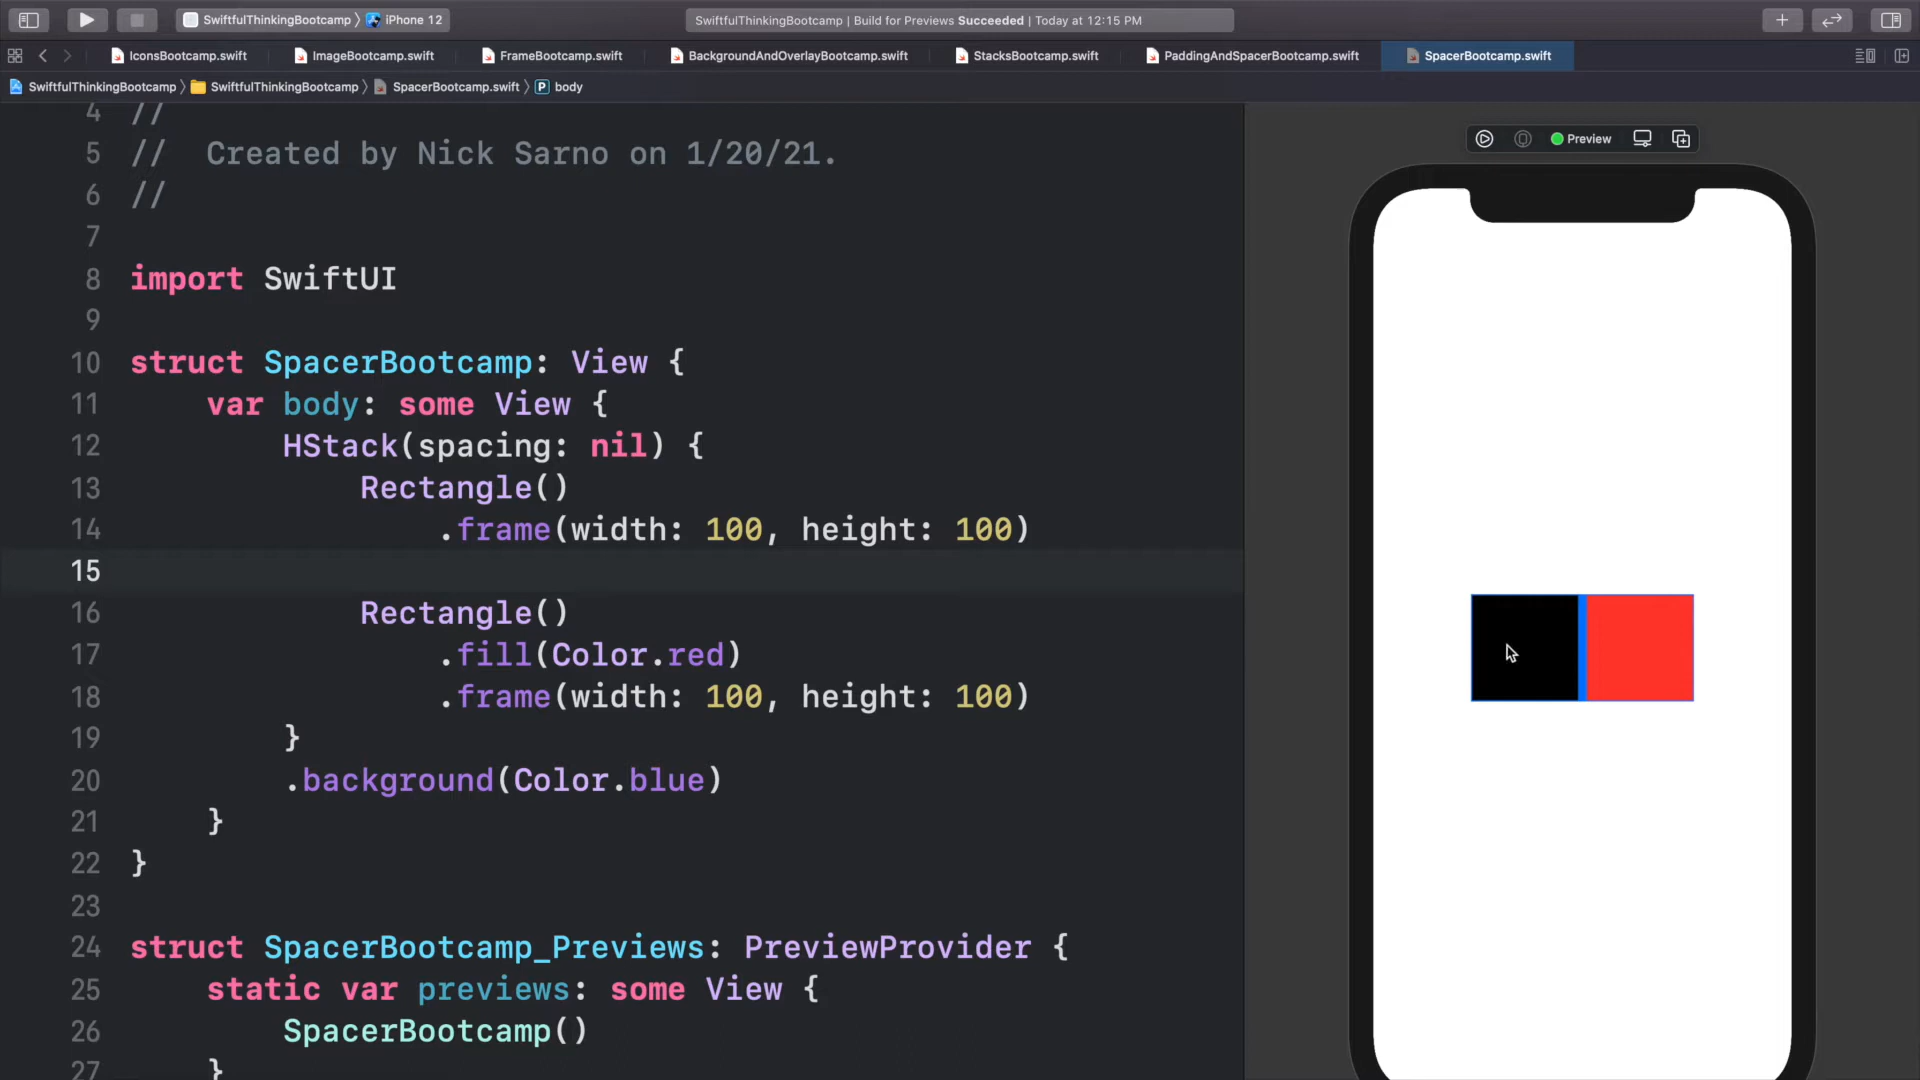 SwiftfulThinkingBootcamp 〉 iPhone 12
SwiftfulThinkingBootcamp | Build for Previews Succeeded | Today at 12:15 PM
IconsBootcamp.swift ImageBootcamp.swift FrameBootcamp.swift BackgroundAndOverlayBootcamp.swift StacksBootcamp.swift PaddingAndSpacerBootcamp.swift SpacerBootcamp.swift
SwiftfulThinkingBootcamp 〉 SwiftfulThinkingBootcamp 〉 SpacerBootcamp.swift 〉 P body
Preview
4 //
5 //  Created by Nick Sarno on 1/20/21.
6 //
7
8 import SwiftUI
9
10 struct SpacerBootcamp: View {
11     var body: some View {
12         HStack(spacing: nil) {
13             Rectangle()
14                 .frame(width: 100, height: 100)
15
16             Rectangle()
17                 .fill(Color.red)
18                 .frame(width: 100, height: 100)
19         }
20         .background(Color.blue)
21     }
22 }
23
24 struct SpacerBootcamp_Previews: PreviewProvider {
25     static var previews: some View {
26         SpacerBootcamp()
27     }